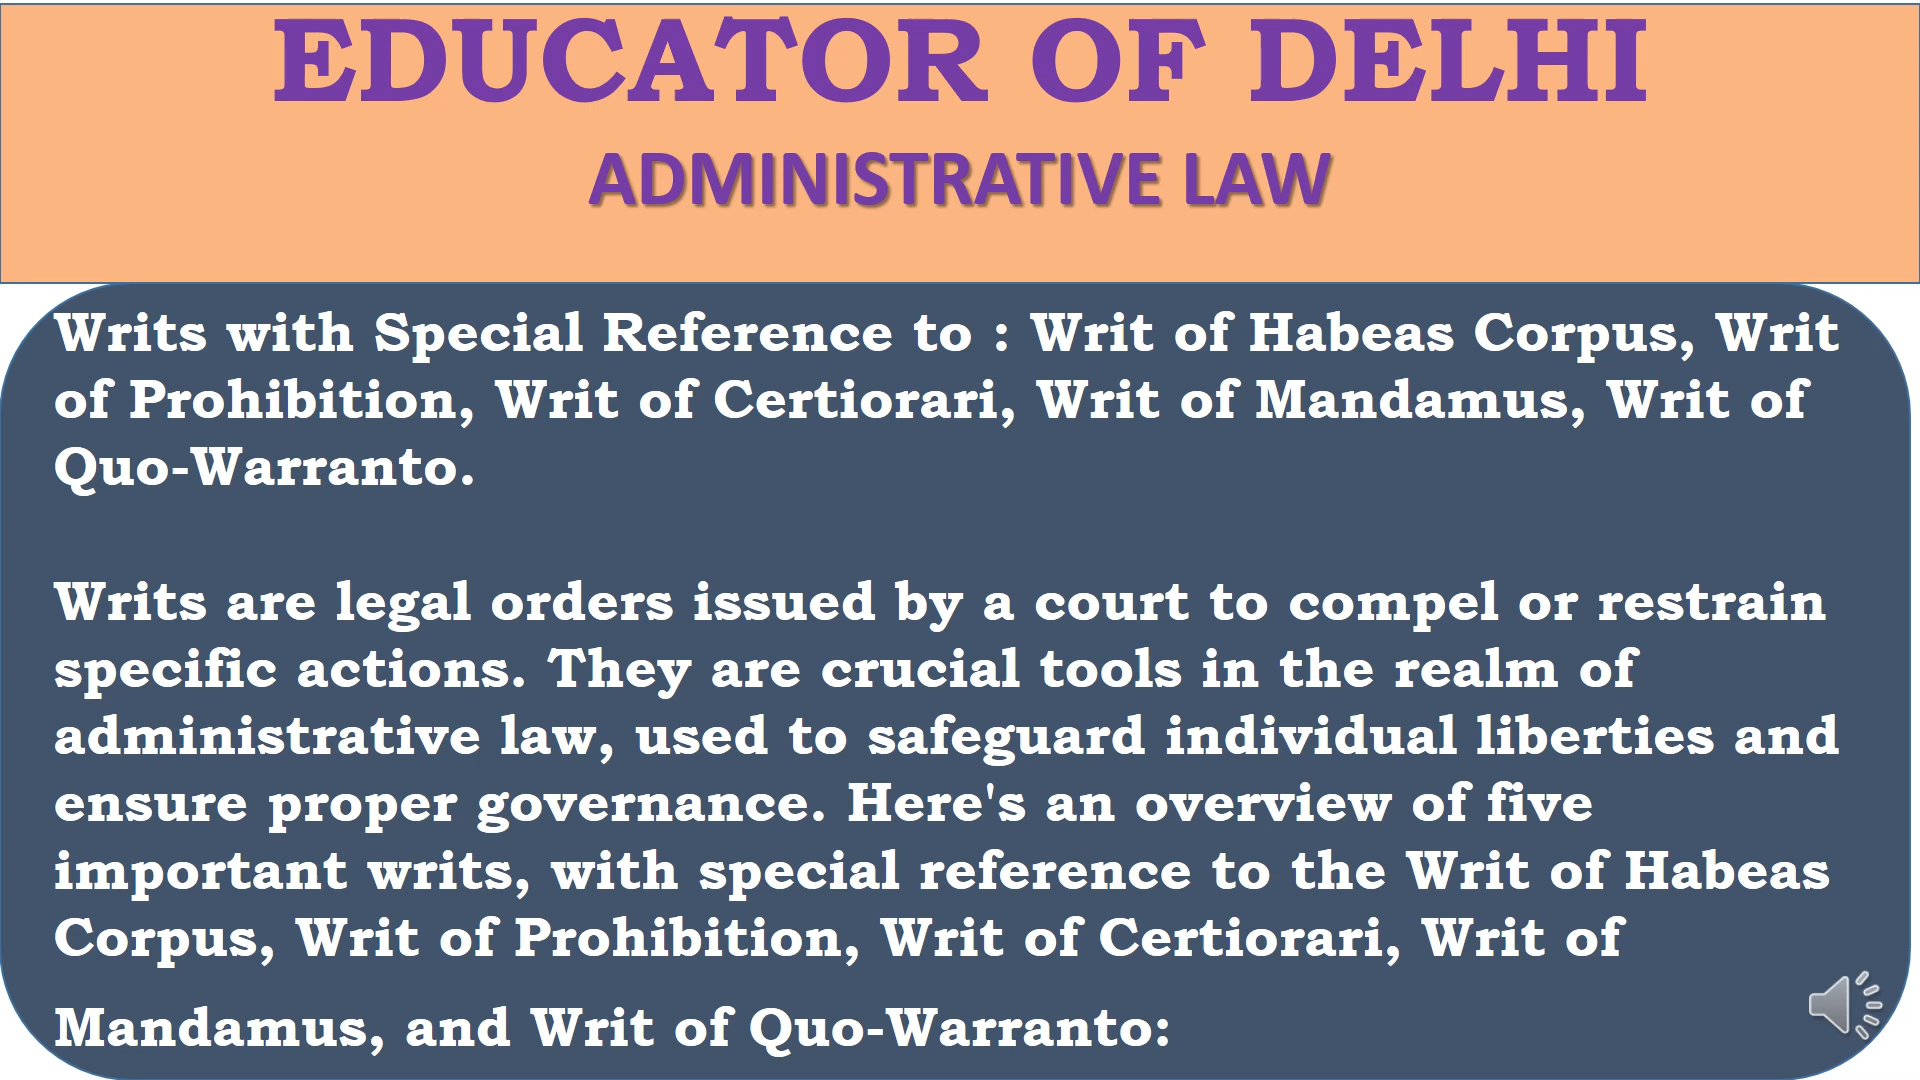 EDUCATOR OF DELHI
ADMINISTRATIVE LAW
Writs with Special Reference to : Writ of Habeas Corpus, Writ
of Prohibition, Writ of Certiorari, Writ of Mandamus, Writ of
Quo-Warranto.
Writs are legal orders issued by a court to compel or restrain
specific actions. They are crucial tools in the realm of
administrative law, used to safeguard individual liberties and
ensure proper governance. Here's an overview of five
important writs, with special reference to the Writ of Habeas
Corpus, Writ of Prohibition, Writ of Certiorari, Writ of
Mandamus, and Writ of Quo-Warranto: